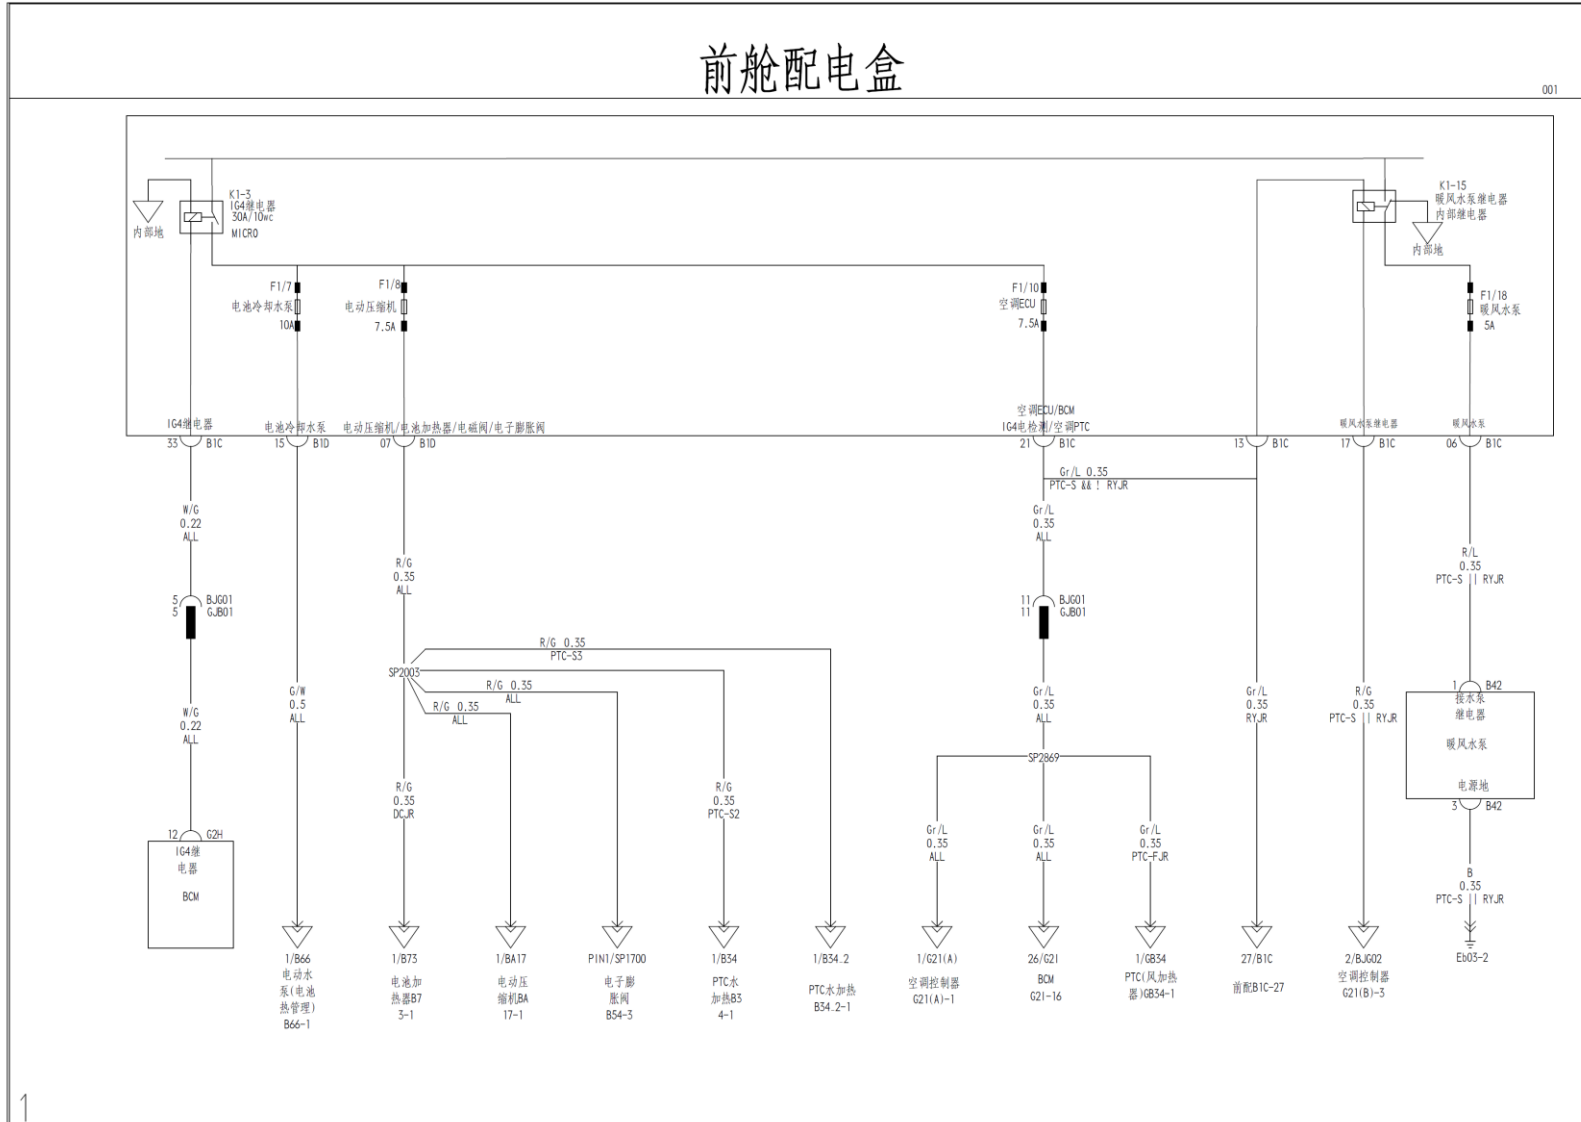 前舱配电盒
001
K1-3
IG4继电器
30A/10wc
MICRO
内部地
K1-15
暖风水泵继电器
内部继电器
内部地
F1/7
电池冷却水泵
10A
F1/8
电动压缩机
7.5A
F1/10
空调ECU
7.5A
F1/18
暖风水泵
5A
IG4继电器
33 B1C
电池冷却水泵
15 B1D
电动压缩机/电池加热器/电磁阀/电子膨胀阀
07 B1D
空调ECU/BCM
IG4电检测/空调PTC
21 B1C
13 B1C
暖风水泵继电器
17 B1C
暖风水泵
06 B1C
Gr/L 0.35
PTC-S && ! RYJR
W/G
0.22
ALL
Gr/L
0.35
ALL
R/G
0.35
ALL
R/L
0.35
PTC-S || RYJR
5 BJG01
5 GJB01
11 BJG01
11 GJB01
SP2003
R/G 0.35
PTC-S3
R/G 0.35
ALL
R/G 0.35
ALL
W/G
0.22
ALL
G/W
0.5
ALL
Gr/L
0.35
ALL
Gr/L
0.35
RYJR
R/G
0.35
PTC-S || RYJR
1 B42
接水泵
继电器
暖风水泵
电源地
3 B42
SP2869
R/G
0.35
DCJR
R/G
0.35
PTC-S2
Gr/L
0.35
ALL
Gr/L
0.35
ALL
Gr/L
0.35
PTC-FJR
B
0.35
PTC-S || RYJR
12 G2H
IG4继
电器
BCM
1/B66
电动水
泵(电池
热管理)
B66-1
1/B73
电池加
热器B7
3-1
1/BA17
电动压
缩机BA
17-1
PIN1/SP1700
电子膨
胀阀
B54-3
1/B34
PTC水
加热B3
4-1
1/B34.2
PTC水加热
B34.2-1
1/G21(A)
空调控制器
G21(A)-1
26/G2I
BCM
G2I-16
1/GB34
PTC(风加热
器)GB34-1
27/B1C
前配B1C-27
2/BJG02
空调控制器
G21(B)-3
Eb03-2
1